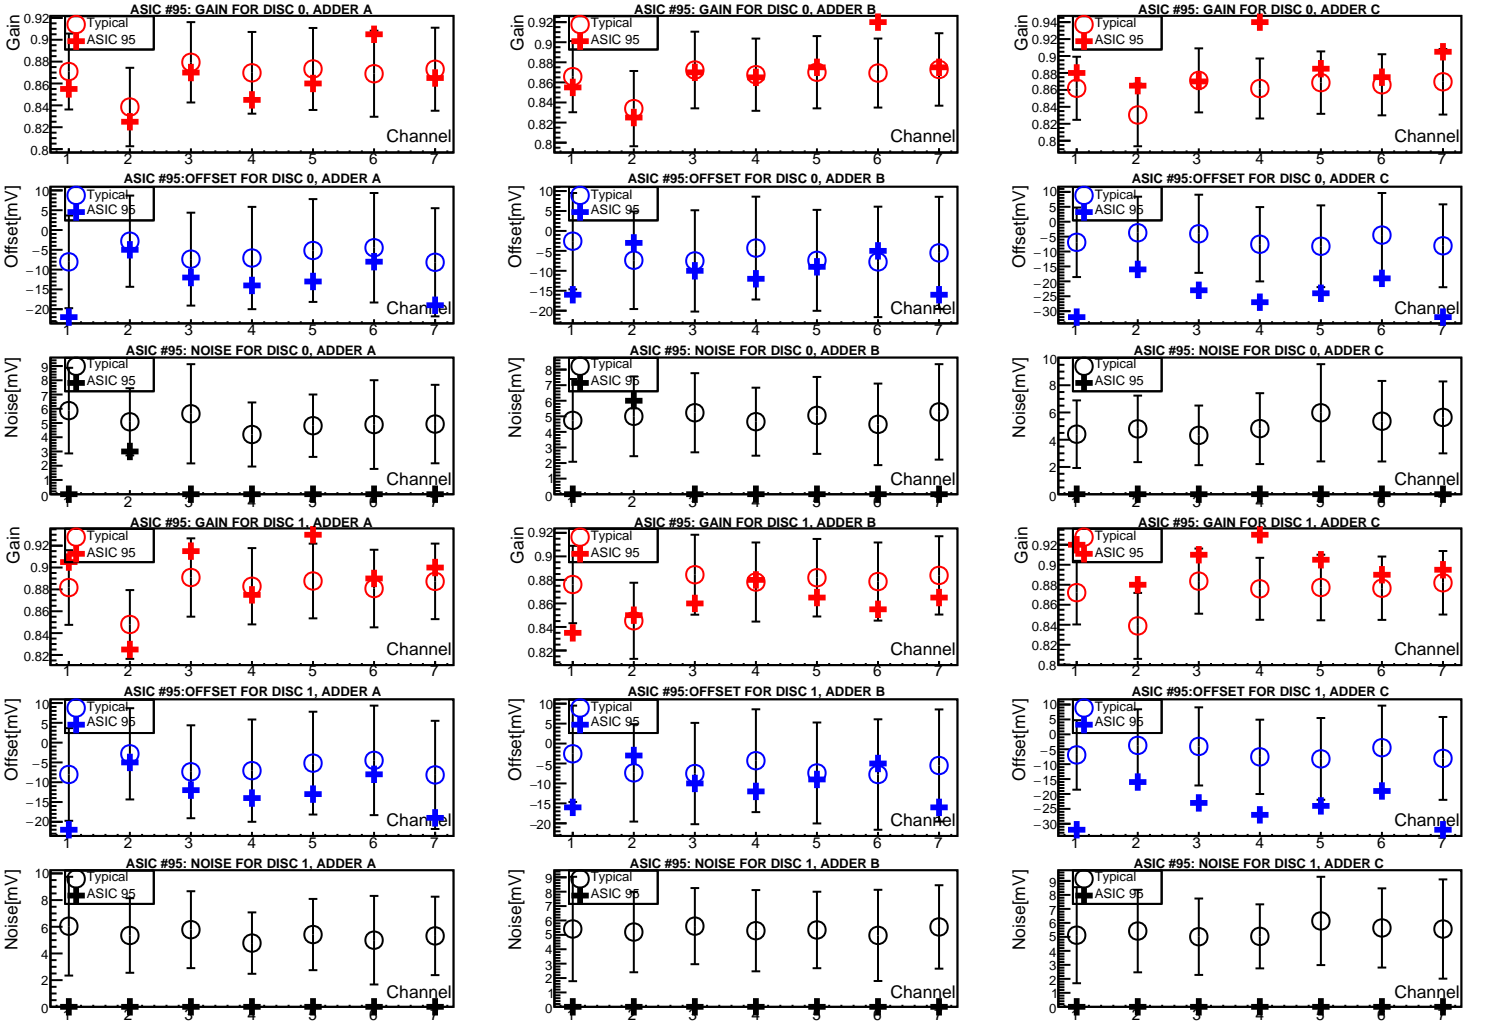 ASIC #95: GAIN FOR DISC 0, ADDER A
Gain
Typical
ASIC 95
0.92
0.9
0.88
0.86
0.84
0.82
0.8
Channel
1 2 3 4 5 6 7
ASIC #95: GAIN FOR DISC 0, ADDER B
Gain
Typical
ASIC 95
0.92
0.9
0.88
0.86
0.84
0.82
0.8
Channel
1 2 3 4 5 6 7
ASIC #95: GAIN FOR DISC 0, ADDER C
Gain
Typical
ASIC 95
0.94
0.92
0.9
0.88
0.86
0.84
0.82
0.8
Channel
1 2 3 4 5 6 7
ASIC #95:OFFSET FOR DISC 0, ADDER A
Offset[mV]
Typical
ASIC 95
10
5
0
−5
−10
−15
−20
Channel
1 2 3 4 5 6 7
ASIC #95:OFFSET FOR DISC 0, ADDER B
Offset[mV]
Typical
ASIC 95
10
5
0
−5
−10
−15
−20
Channel
1 2 3 4 5 6 7
ASIC #95:OFFSET FOR DISC 0, ADDER C
Offset[mV]
Typical
ASIC 95
10
5
0
−5
−10
−15
−20
−25
−30
Channel
1 2 3 4 5 6 7
ASIC #95: NOISE FOR DISC 0, ADDER A
Noise[mV]
Typical
ASIC 95
9
8
7
6
5
4
3
2
1
0
Channel
1 2 3 4 5 6 7
ASIC #95: NOISE FOR DISC 0, ADDER B
Noise[mV]
Typical
ASIC 95
8
7
6
5
4
3
2
1
0
Channel
1 2 3 4 5 6 7
ASIC #95: NOISE FOR DISC 0, ADDER C
Noise[mV]
Typical
ASIC 95
10
8
6
4
2
0
Channel
1 2 3 4 5 6 7
ASIC #95: GAIN FOR DISC 1, ADDER A
Gain
Typical
ASIC 95
0.92
0.9
0.88
0.86
0.84
0.82
Channel
1 2 3 4 5 6 7
ASIC #95: GAIN FOR DISC 1, ADDER B
Gain
Typical
ASIC 95
0.92
0.9
0.88
0.86
0.84
0.82
Channel
1 2 3 4 5 6 7
ASIC #95: GAIN FOR DISC 1, ADDER C
Gain
Typical
ASIC 95
0.92
0.9
0.88
0.86
0.84
0.82
0.8
Channel
1 2 3 4 5 6 7
ASIC #95:OFFSET FOR DISC 1, ADDER A
Offset[mV]
Typical
ASIC 95
10
5
0
−5
−10
−15
−20
Channel
1 2 3 4 5 6 7
ASIC #95:OFFSET FOR DISC 1, ADDER B
Offset[mV]
Typical
ASIC 95
10
5
0
−5
−10
−15
−20
Channel
1 2 3 4 5 6 7
ASIC #95:OFFSET FOR DISC 1, ADDER C
Offset[mV]
Typical
ASIC 95
10
5
0
−5
−10
−15
−20
−25
−30
Channel
1 2 3 4 5 6 7
ASIC #95: NOISE FOR DISC 1, ADDER A
Noise[mV]
Typical
ASIC 95
10
8
6
4
2
0
Channel
1 2 3 4 5 6 7
ASIC #95: NOISE FOR DISC 1, ADDER B
Noise[mV]
Typical
ASIC 95
9
8
7
6
5
4
3
2
1
0
Channel
1 2 3 4 5 6 7
ASIC #95: NOISE FOR DISC 1, ADDER C
Noise[mV]
Typical
ASIC 95
9
8
7
6
5
4
3
2
1
0
Channel
1 2 3 4 5 6 7